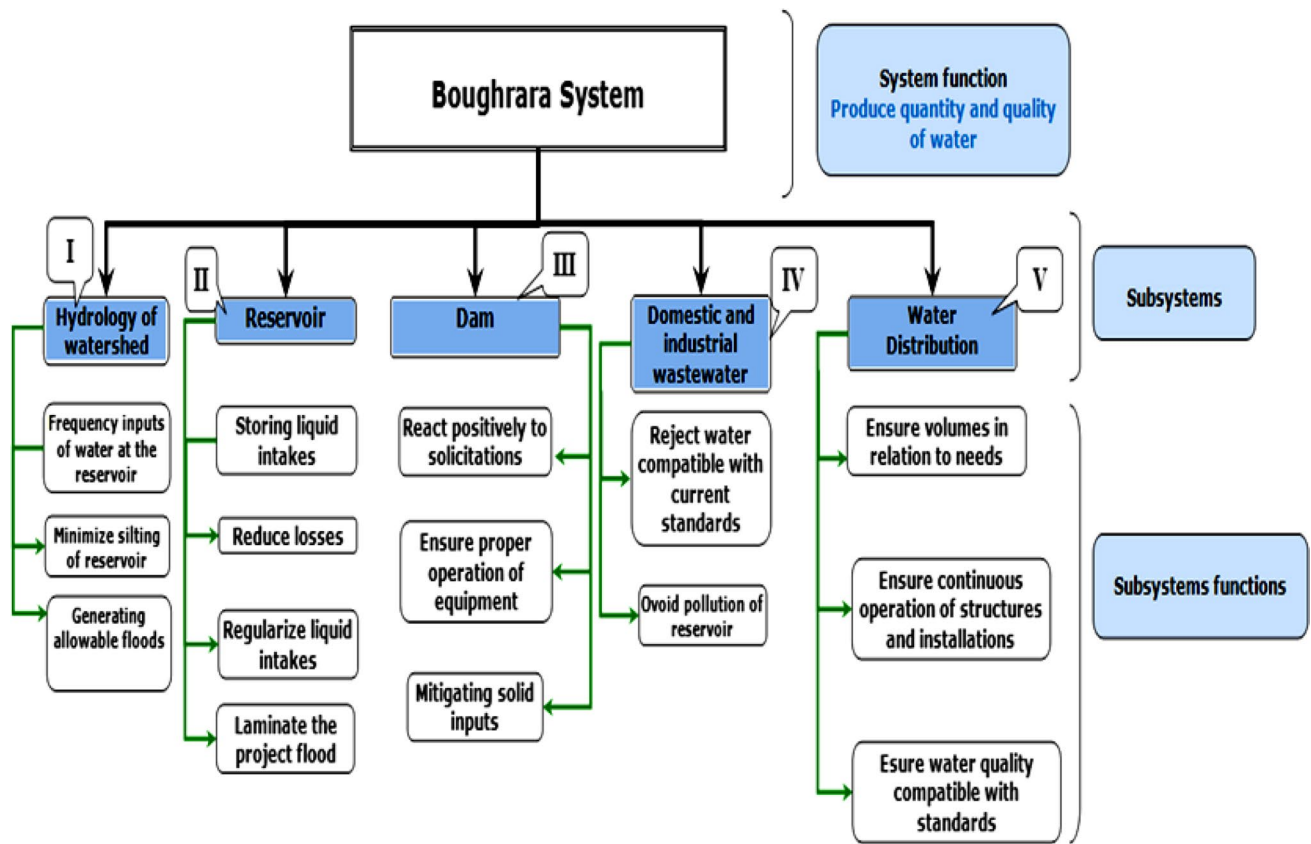 Boughrara System
System function
Produce quantity and quality
of water
I
II
III
IV
V
Hydrology of
watershed
Reservoir
Dam
Domestic and
industrial
wastewater
Water
Distribution
Subsystems
Frequency inputs
of water at the
reservoir
Minimize silting
of reservoir
Generating
allowable floods
Storing liquid
intakes
Reduce losses
Regularize liquid
intakes
Laminate the
project flood
React positively to
solicitations
Ensure proper
operation of
equipment
Mitigating solid
inputs
Reject water
compatible with
current
standards
Ovoid pollution of
reservoir
Ensure volumes in
relation to needs
Ensure continuous
operation of structures
and installations
Esure water quality
compatible with
standards
Subsystems functions